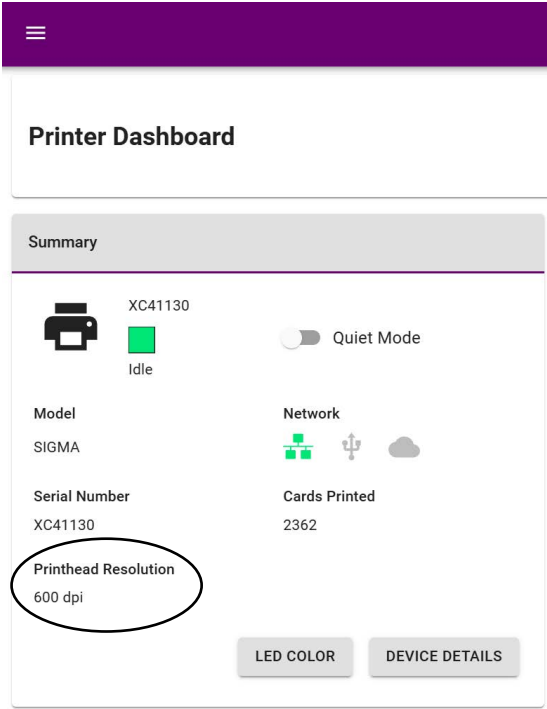 Printer Dashboard
Summary
XC41130
Idle
Quiet Mode
Model
SIGMA
Network
Serial Number
XC41130
Cards Printed
2362
Printhead Resolution
600 dpi
LED COLOR
DEVICE DETAILS